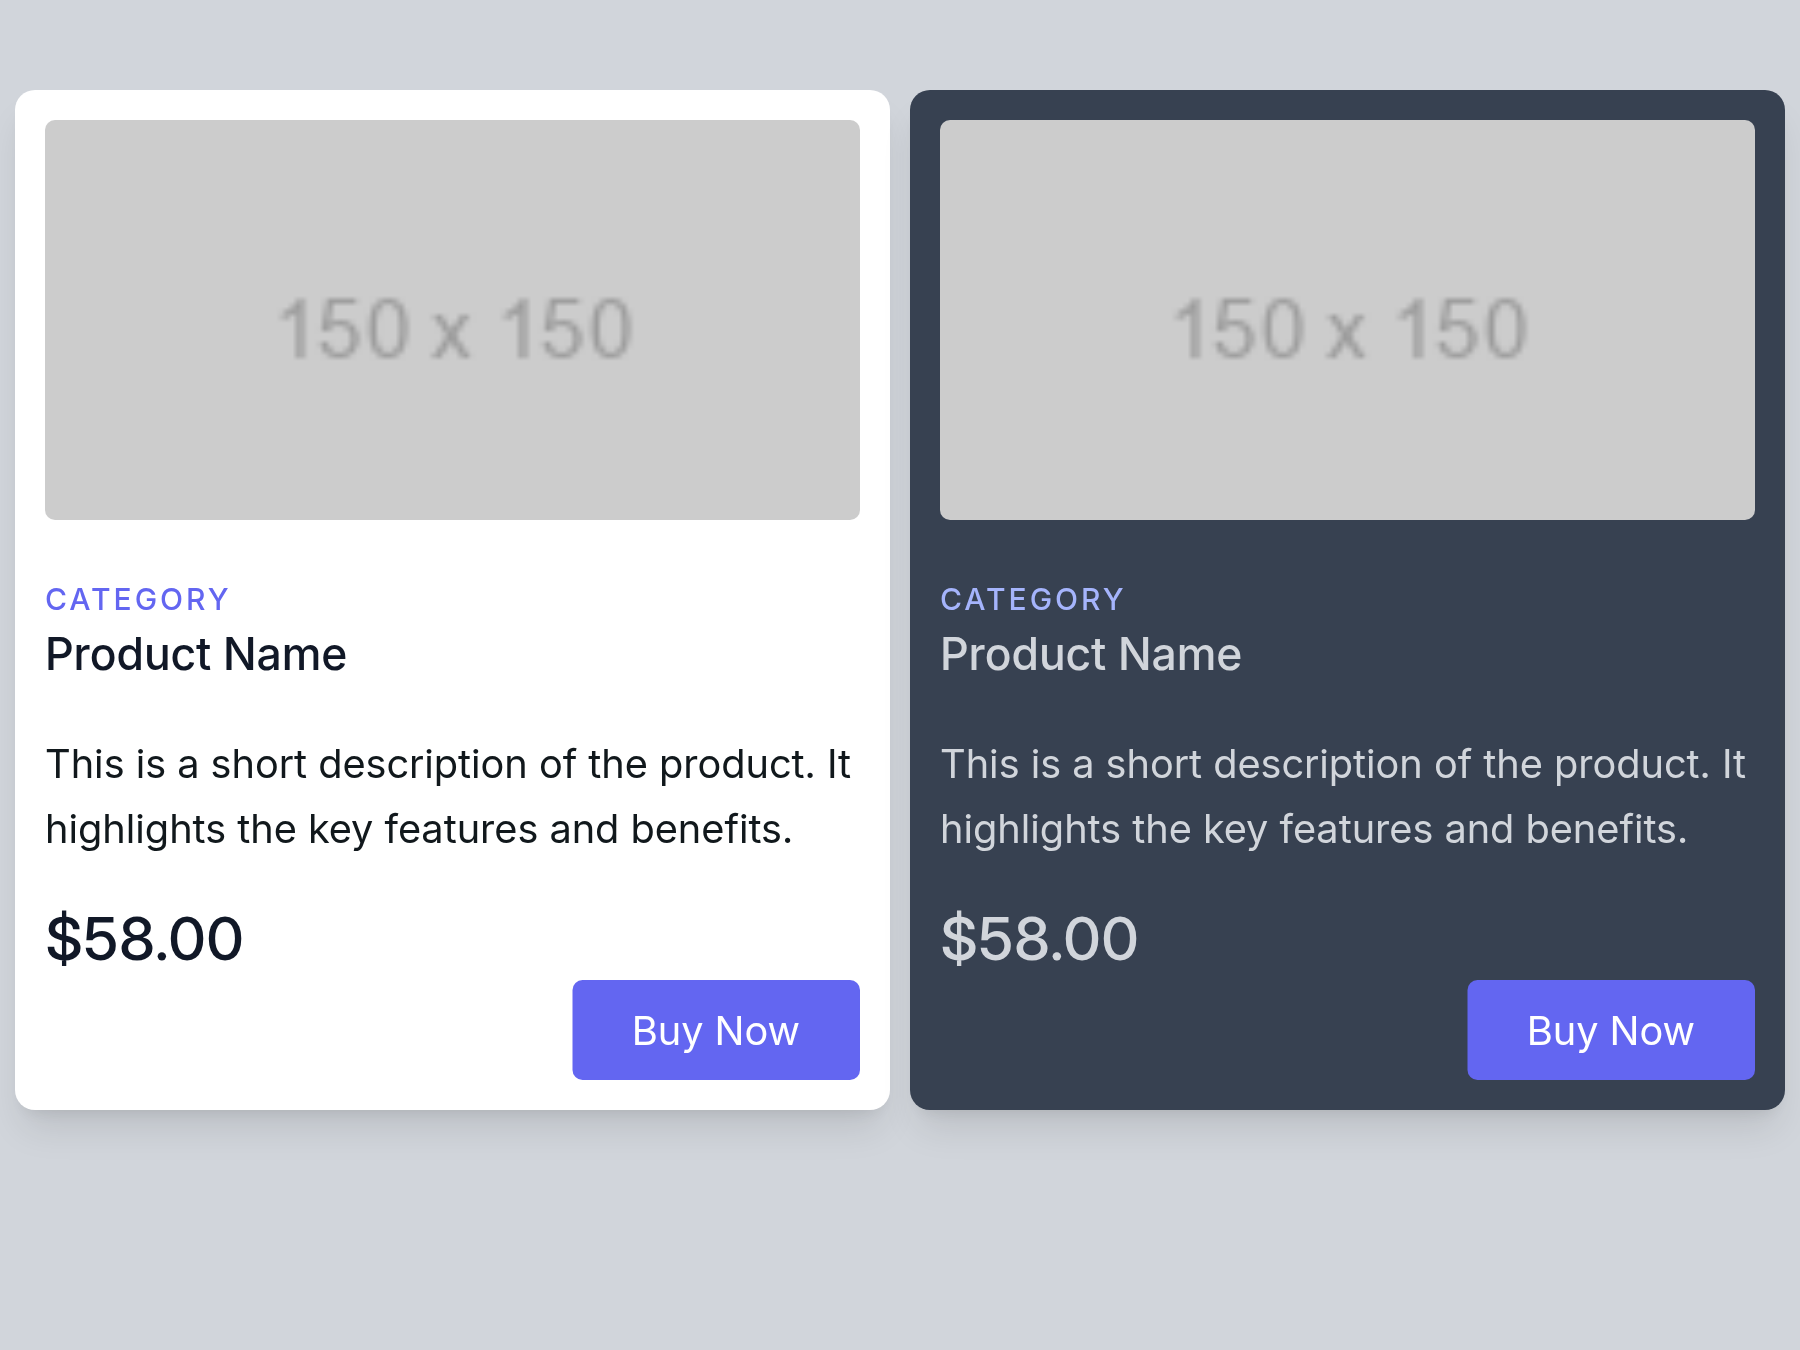 150 x 150
CATEGORY
Product Name
This is a short description of the product. It
highlights the key features and benefits.
$58.00
Buy Now
150 x 150
CATEGORY
Product Name
This is a short description of the product. It
highlights the key features and benefits.
$58.00
Buy Now